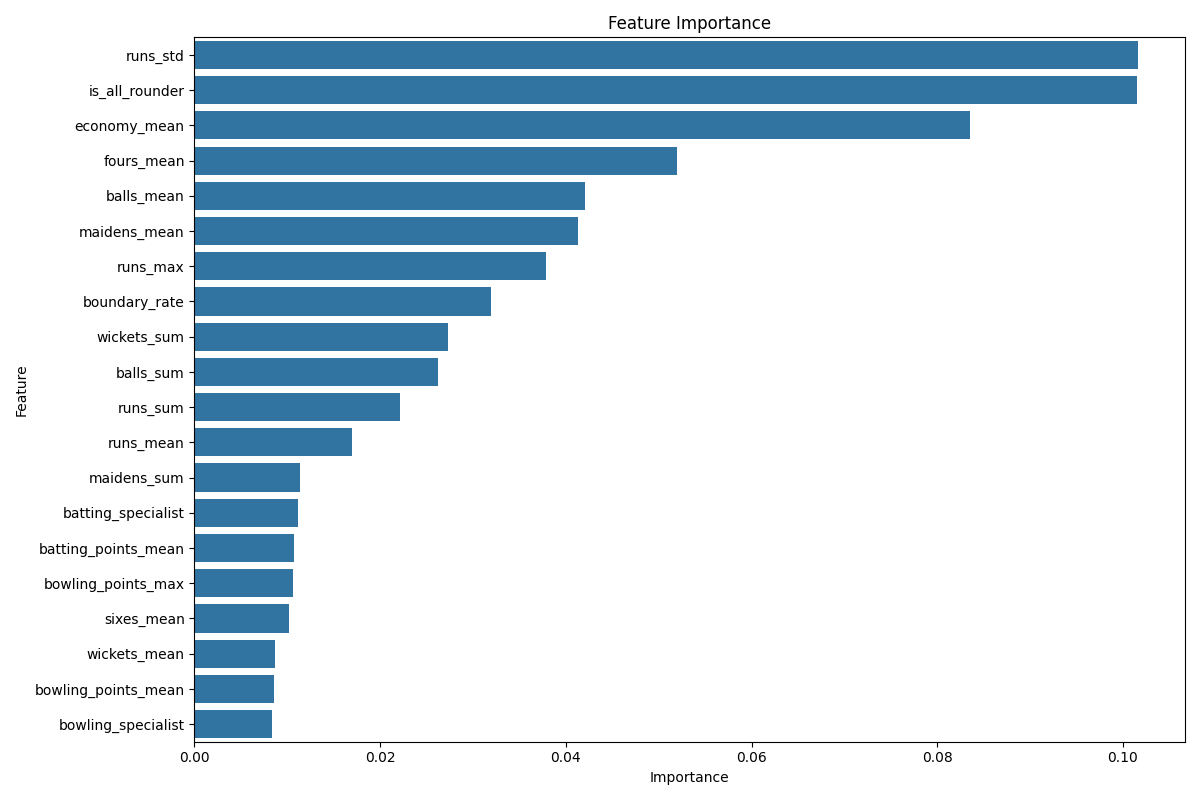 Feature Importance
runs_std
is_all_rounder
economy_mean
fours_mean
balls_mean
maidens_mean
runs_max
boundary_rate
wickets_sum
balls_sum
runs_sum
runs_mean
maidens_sum
batting_specialist
batting_points_mean
bowling_points_max
sixes_mean
wickets_mean
bowling_points_mean
bowling_specialist
Feature
0.00 0.02 0.04 0.06 0.08 0.10
Importance